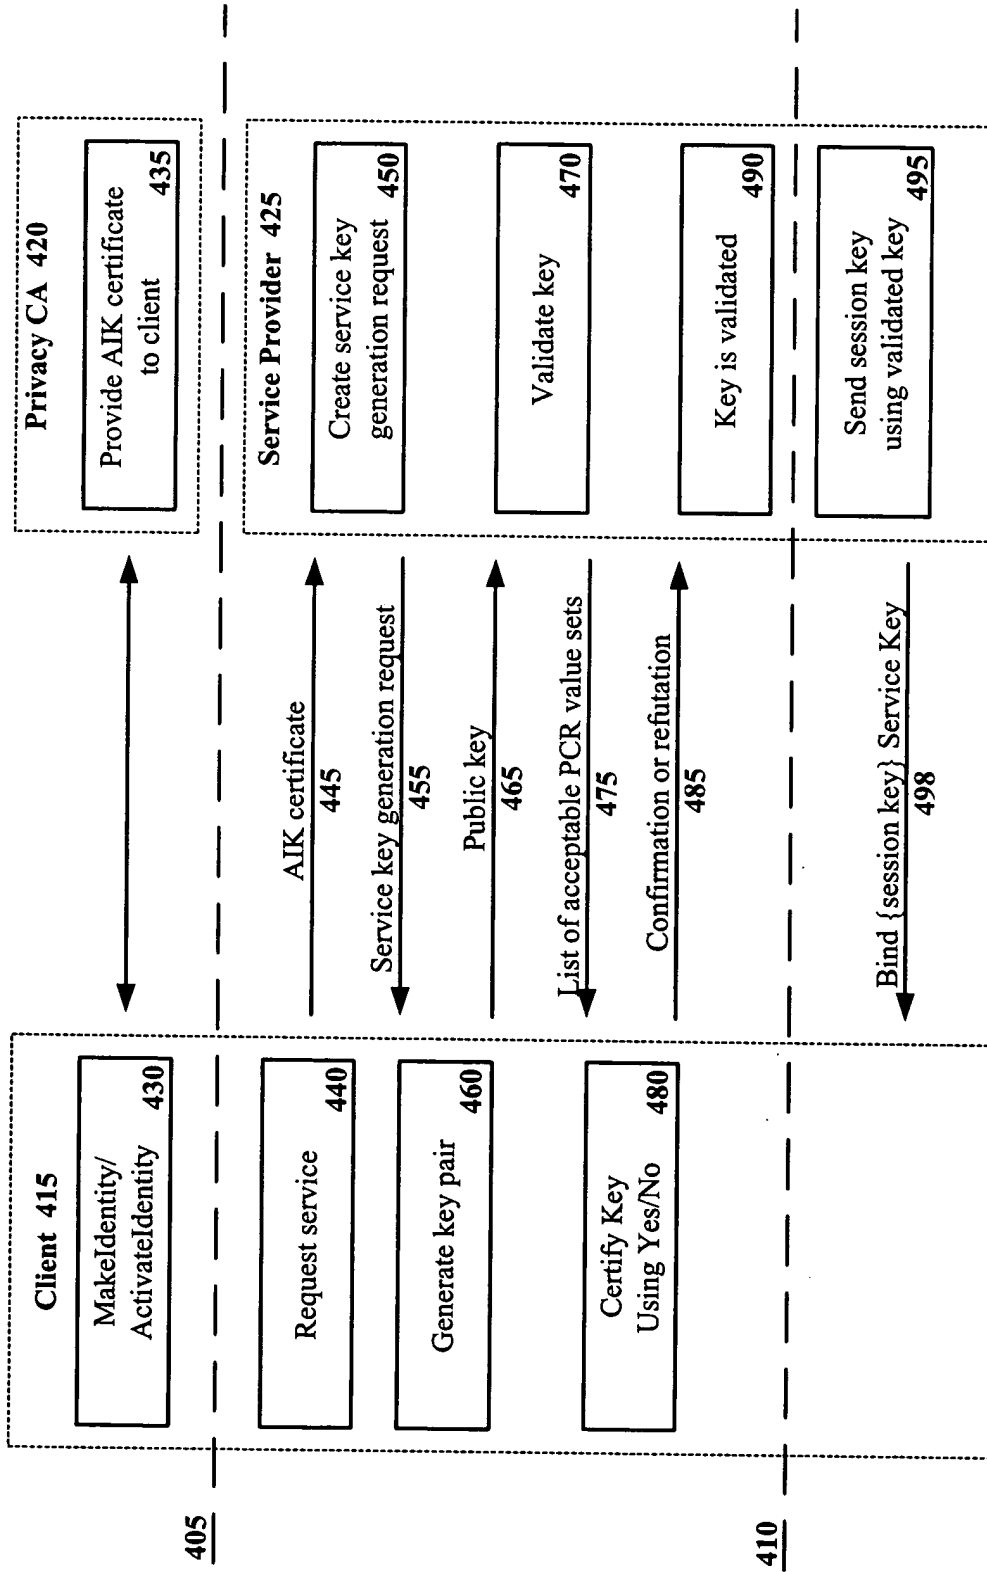 Client 415
Privacy CA 420
MakeIdentity/
ActivateIdentity
430
Provide AIK certificate
to client
435
405
Service Provider 425
Request service
440
AIK certificate
445
Create service key
generation request
450
Service key generation request
455
Generate key pair
460
Public key
465
Validate key
470
List of acceptable PCR value sets
475
Certify Key
Using Yes/No
480
Confirmation or refutation
485
Key is validated
490
410
Send session key
using validated key
495
Bind {session key} Service Key
498